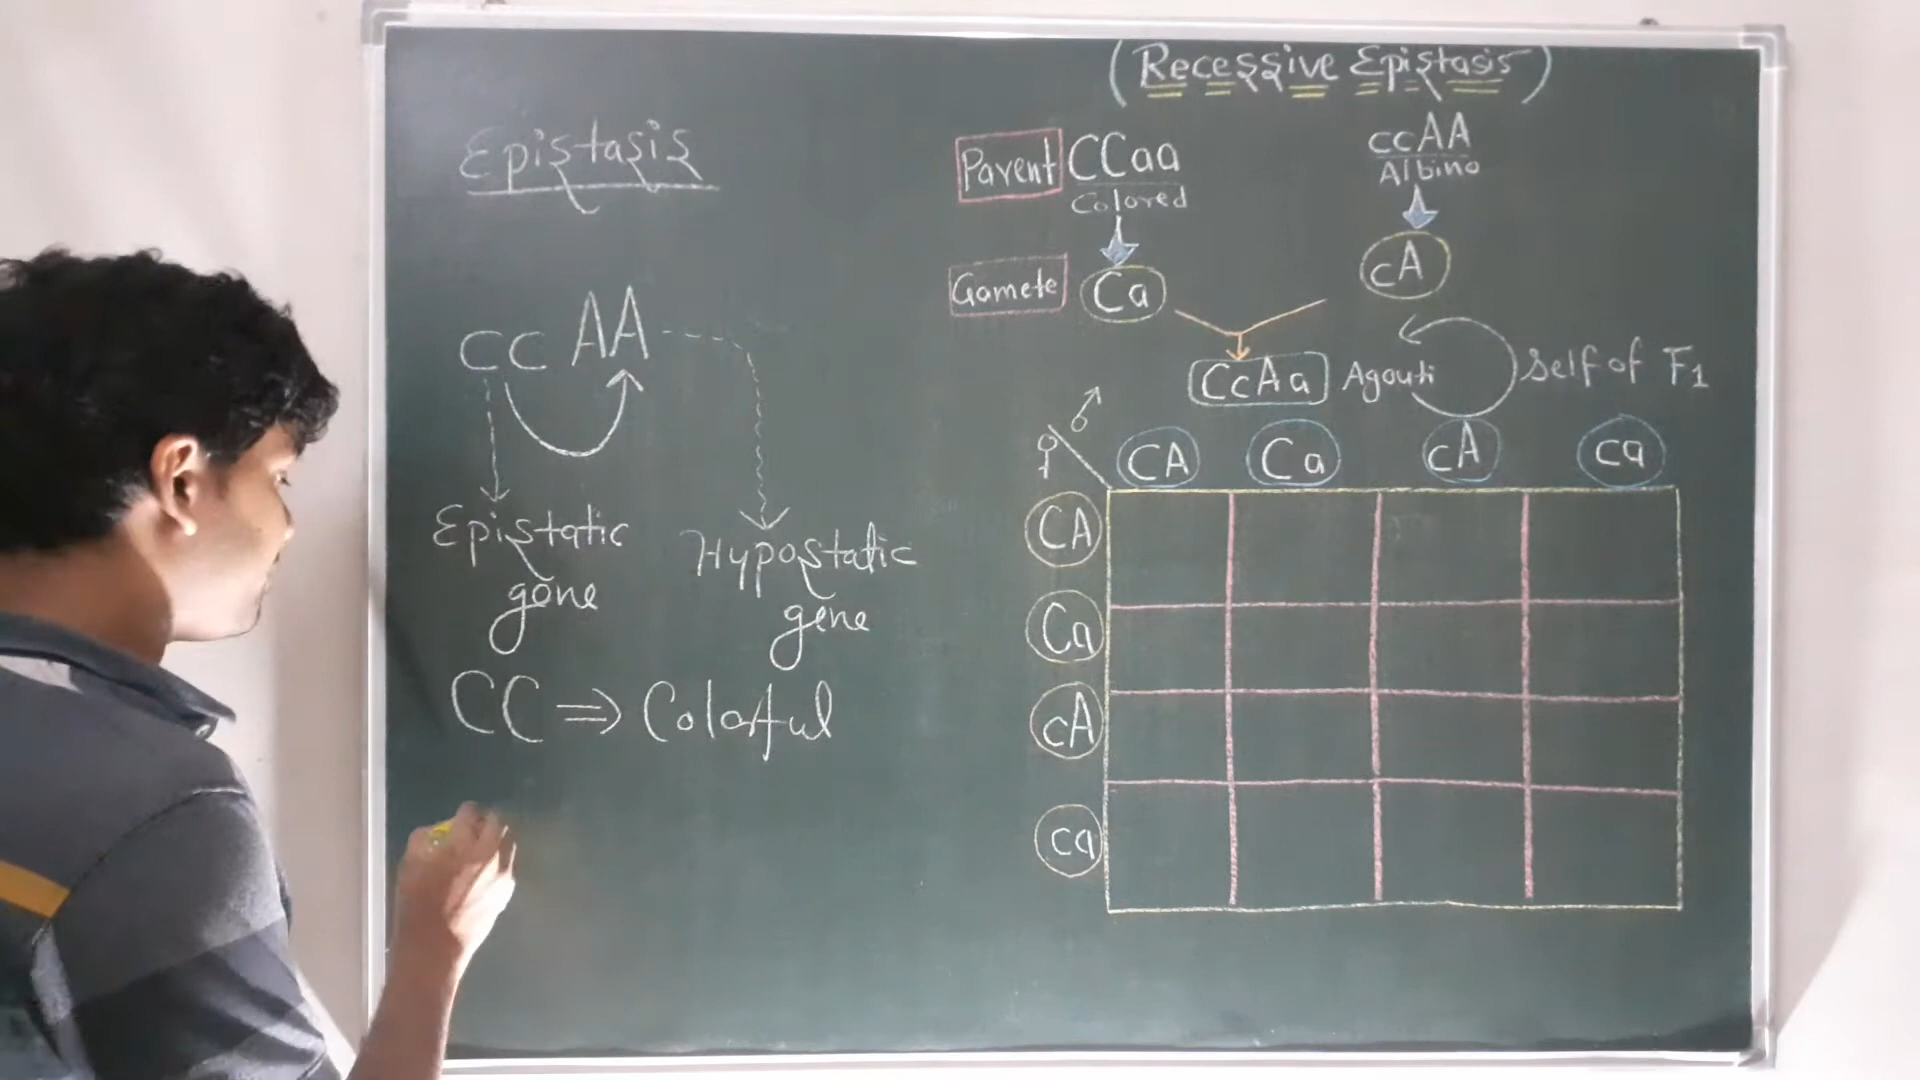 (Recessive Epistasis)
Epistasis
Parent CCaa ccAA
Colored Albino
Gamete Ca cA
cc AA
CcAa Agouti self of F1
♀ ♂ CA Ca cA ca
CA
Ca
cA
ca
Epistatic gene
Hypostatic gene
CC ⇒ Colorful